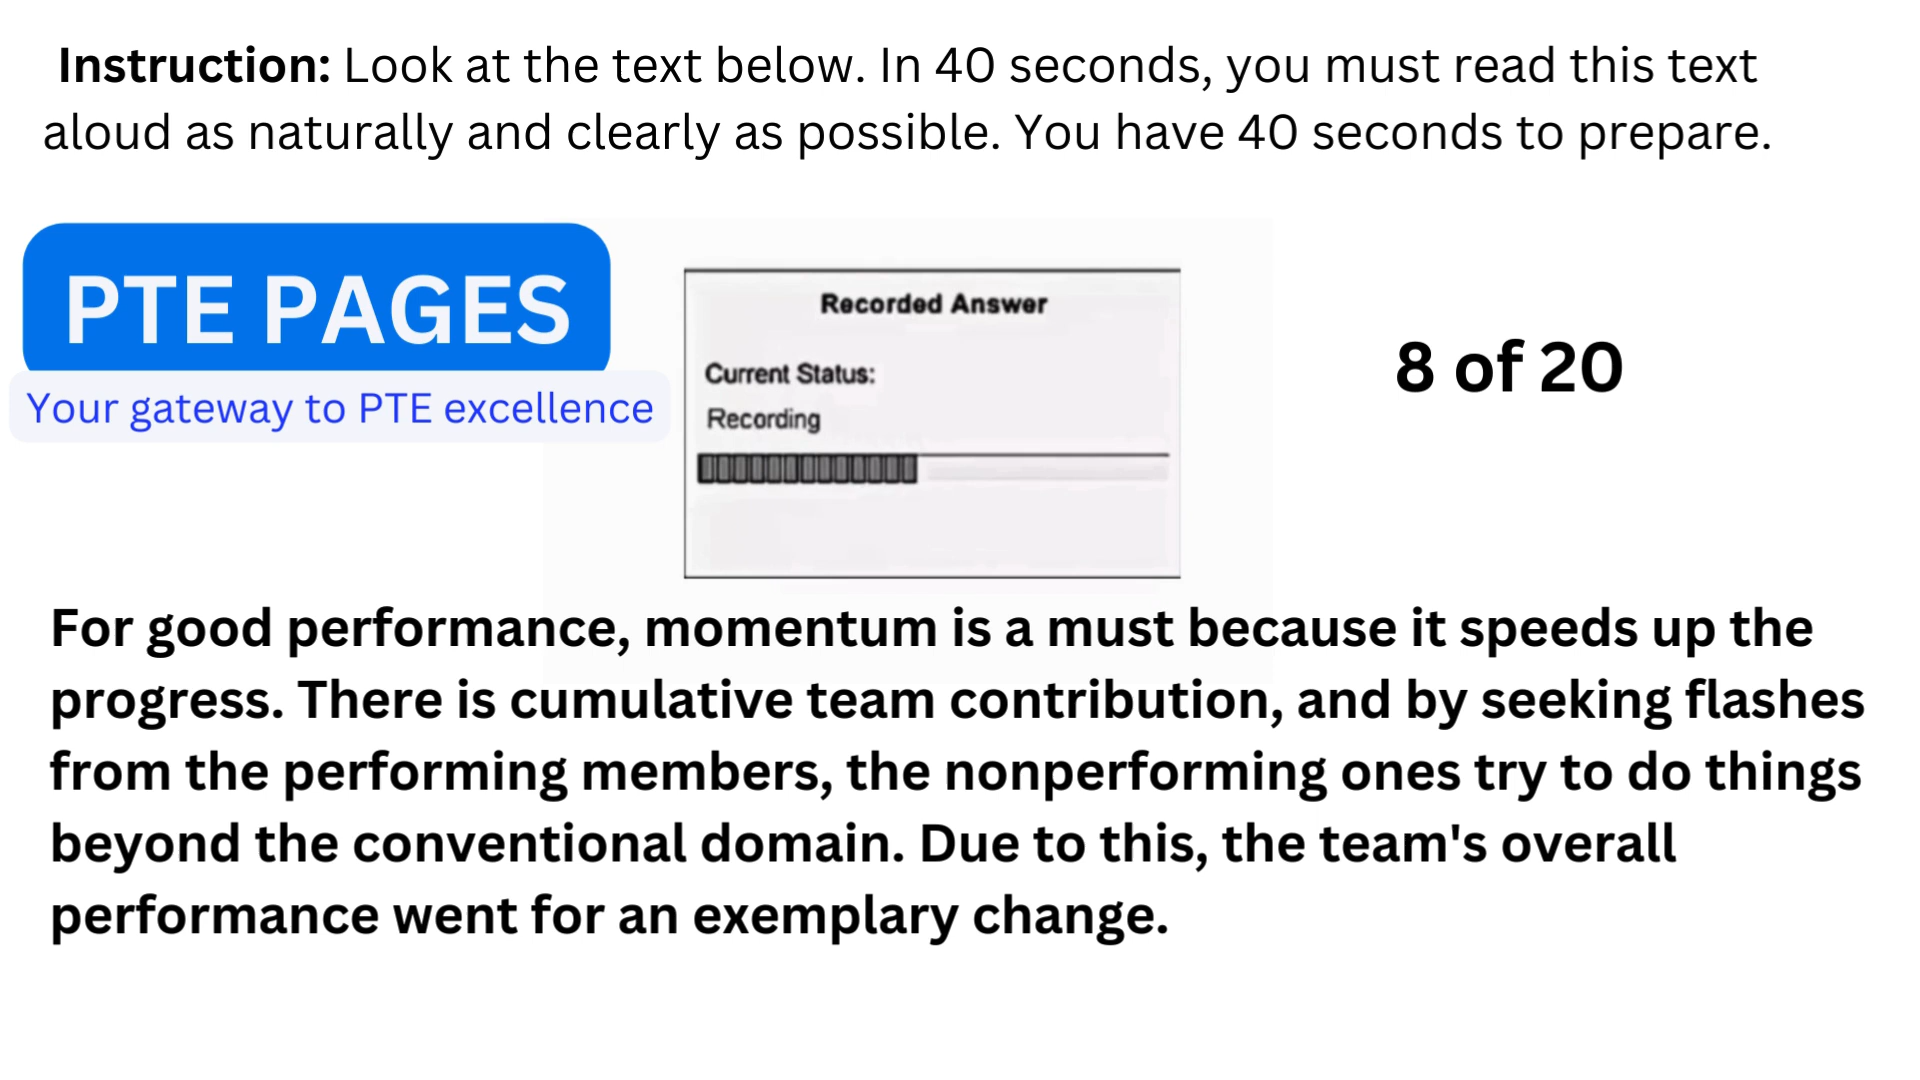 Instruction: Look at the text below. In 40 seconds, you must read this text
aloud as naturally and clearly as possible. You have 40 seconds to prepare.
PTE PAGES
Your gateway to PTE excellence
Recorded Answer
Current Status:
Recording
8 of 20
For good performance, momentum is a must because it speeds up the
progress. There is cumulative team contribution, and by seeking flashes
from the performing members, the nonperforming ones try to do things
beyond the conventional domain. Due to this, the team's overall
performance went for an exemplary change.